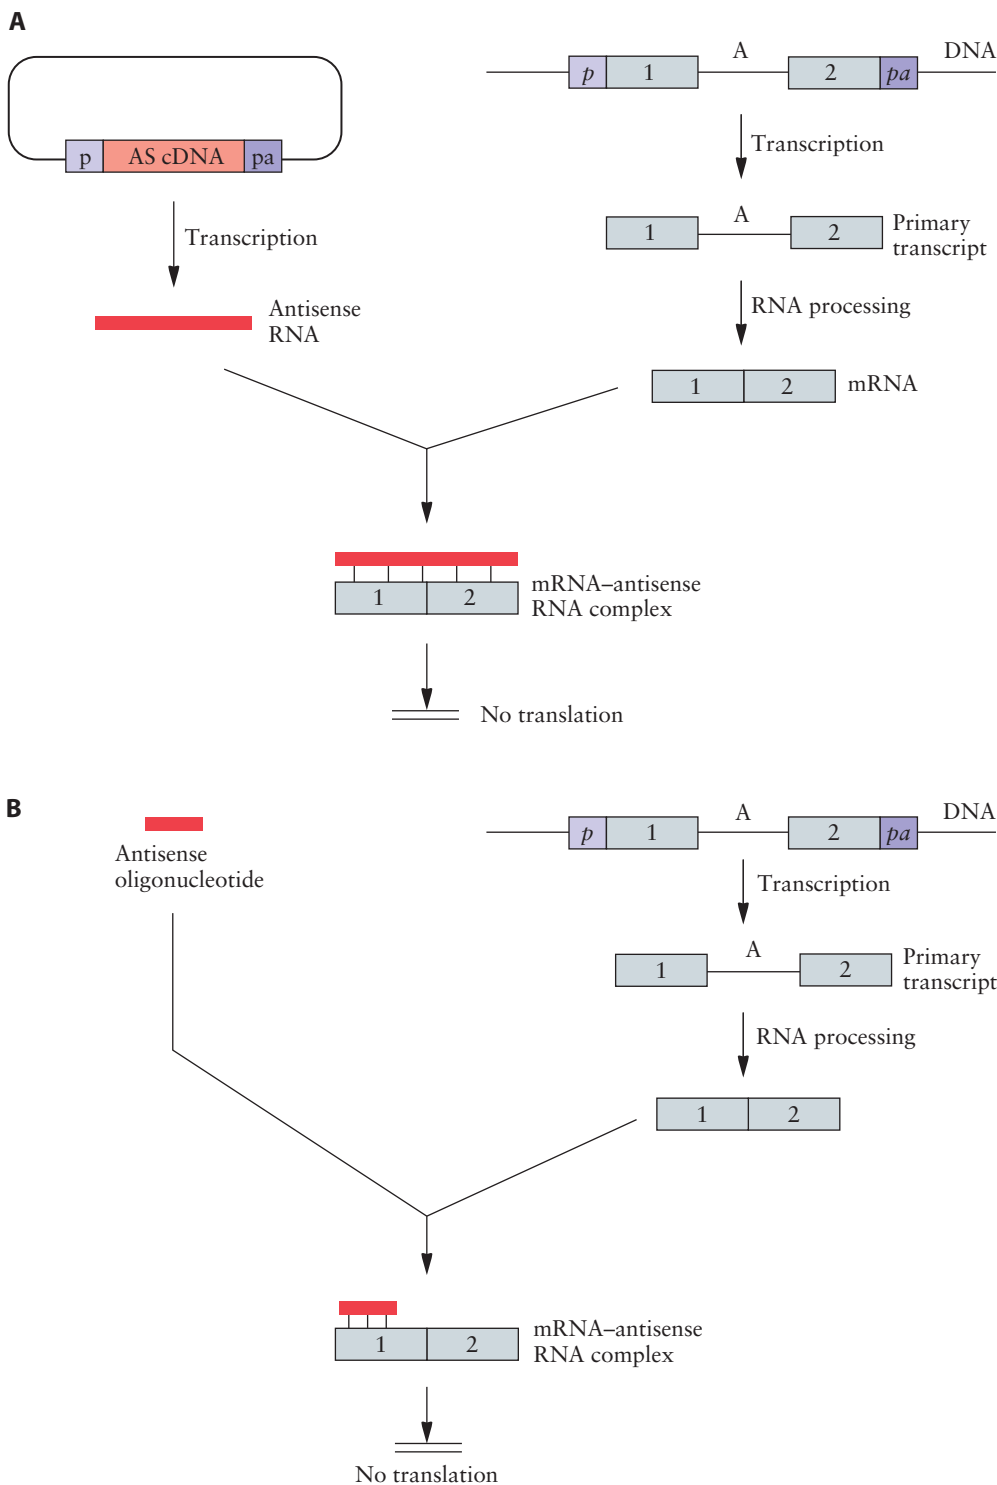 A
p AS cDNA pa
Transcription
Antisense
RNA
A DNA
p 1 2 pa
Transcription
A
1 2
Primary
transcript
RNA processing
1 2 mRNA
1 2
mRNA–antisense
RNA complex
No translation
B
Antisense
oligonucleotide
A DNA
p 1 2 pa
Transcription
A
1 2
Primary
transcript
RNA processing
1 2
1 2
mRNA–antisense
RNA complex
No translation